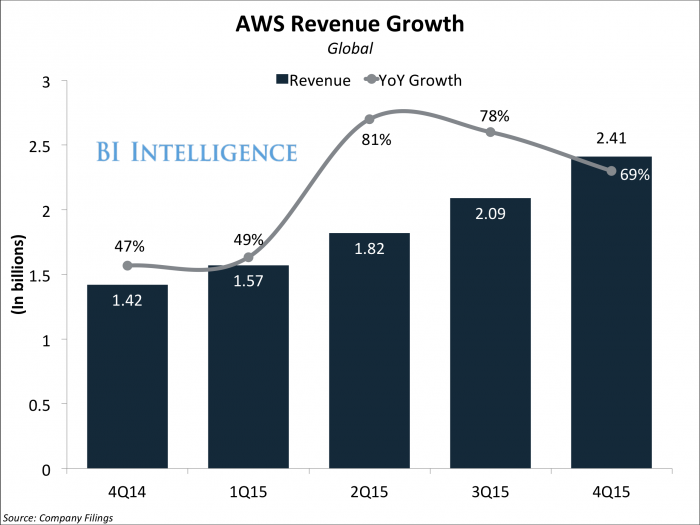 AWS Revenue Growth
Global
Revenue YoY Growth
BI INTELLIGENCE
(In billions)
3
2.5
2
1.5
1
0.5
0
47%
49%
81%
78%
69%
1.42
1.57
1.82
2.09
2.41
4Q14 1Q15 2Q15 3Q15 4Q15
Source: Company Filings